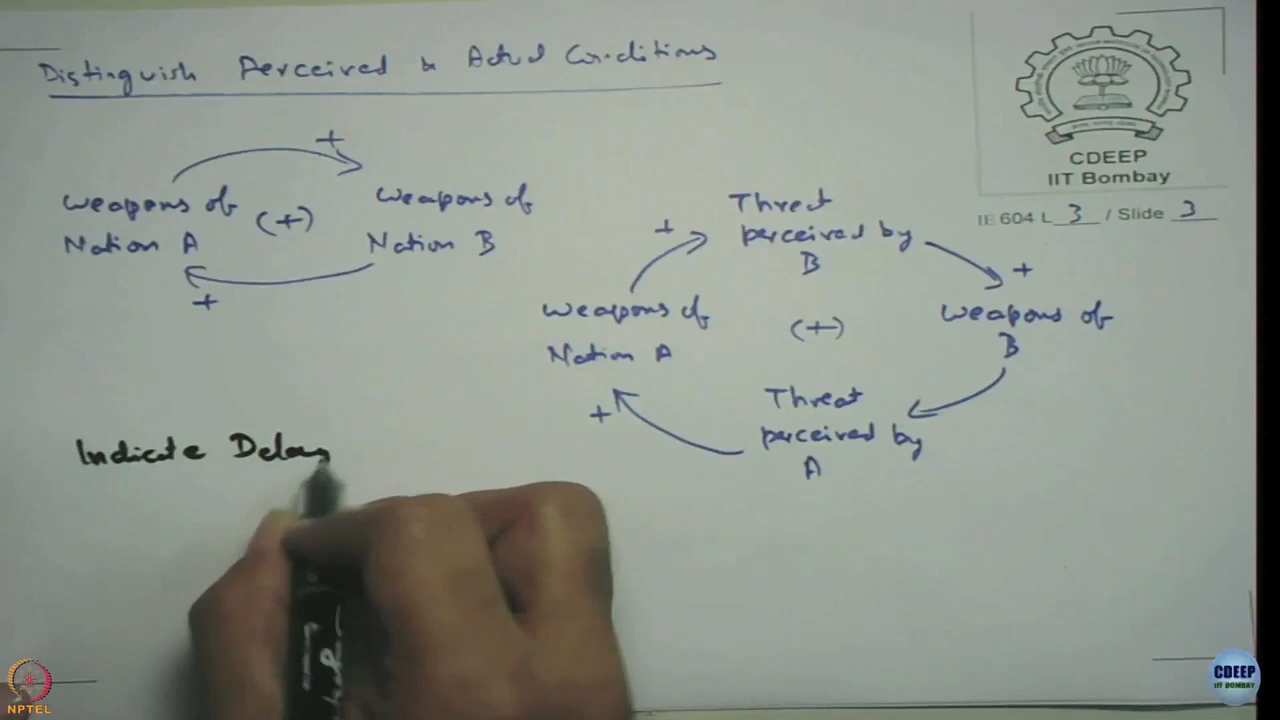 Distinguish Perceived & Actual Conditions
+
Weapons of
Nation A
(+)
Weapons of
Nation B
+
Threat
perceived by
B
+
+
Weapons of
Nation A
(+)
Weapons of
B
Threat
perceived by
A
+
Indicate Delay
CDEEP
IIT Bombay
IE 604 L 3 / Slide 3
NPTEL
CDEEP
IIT BOMBAY